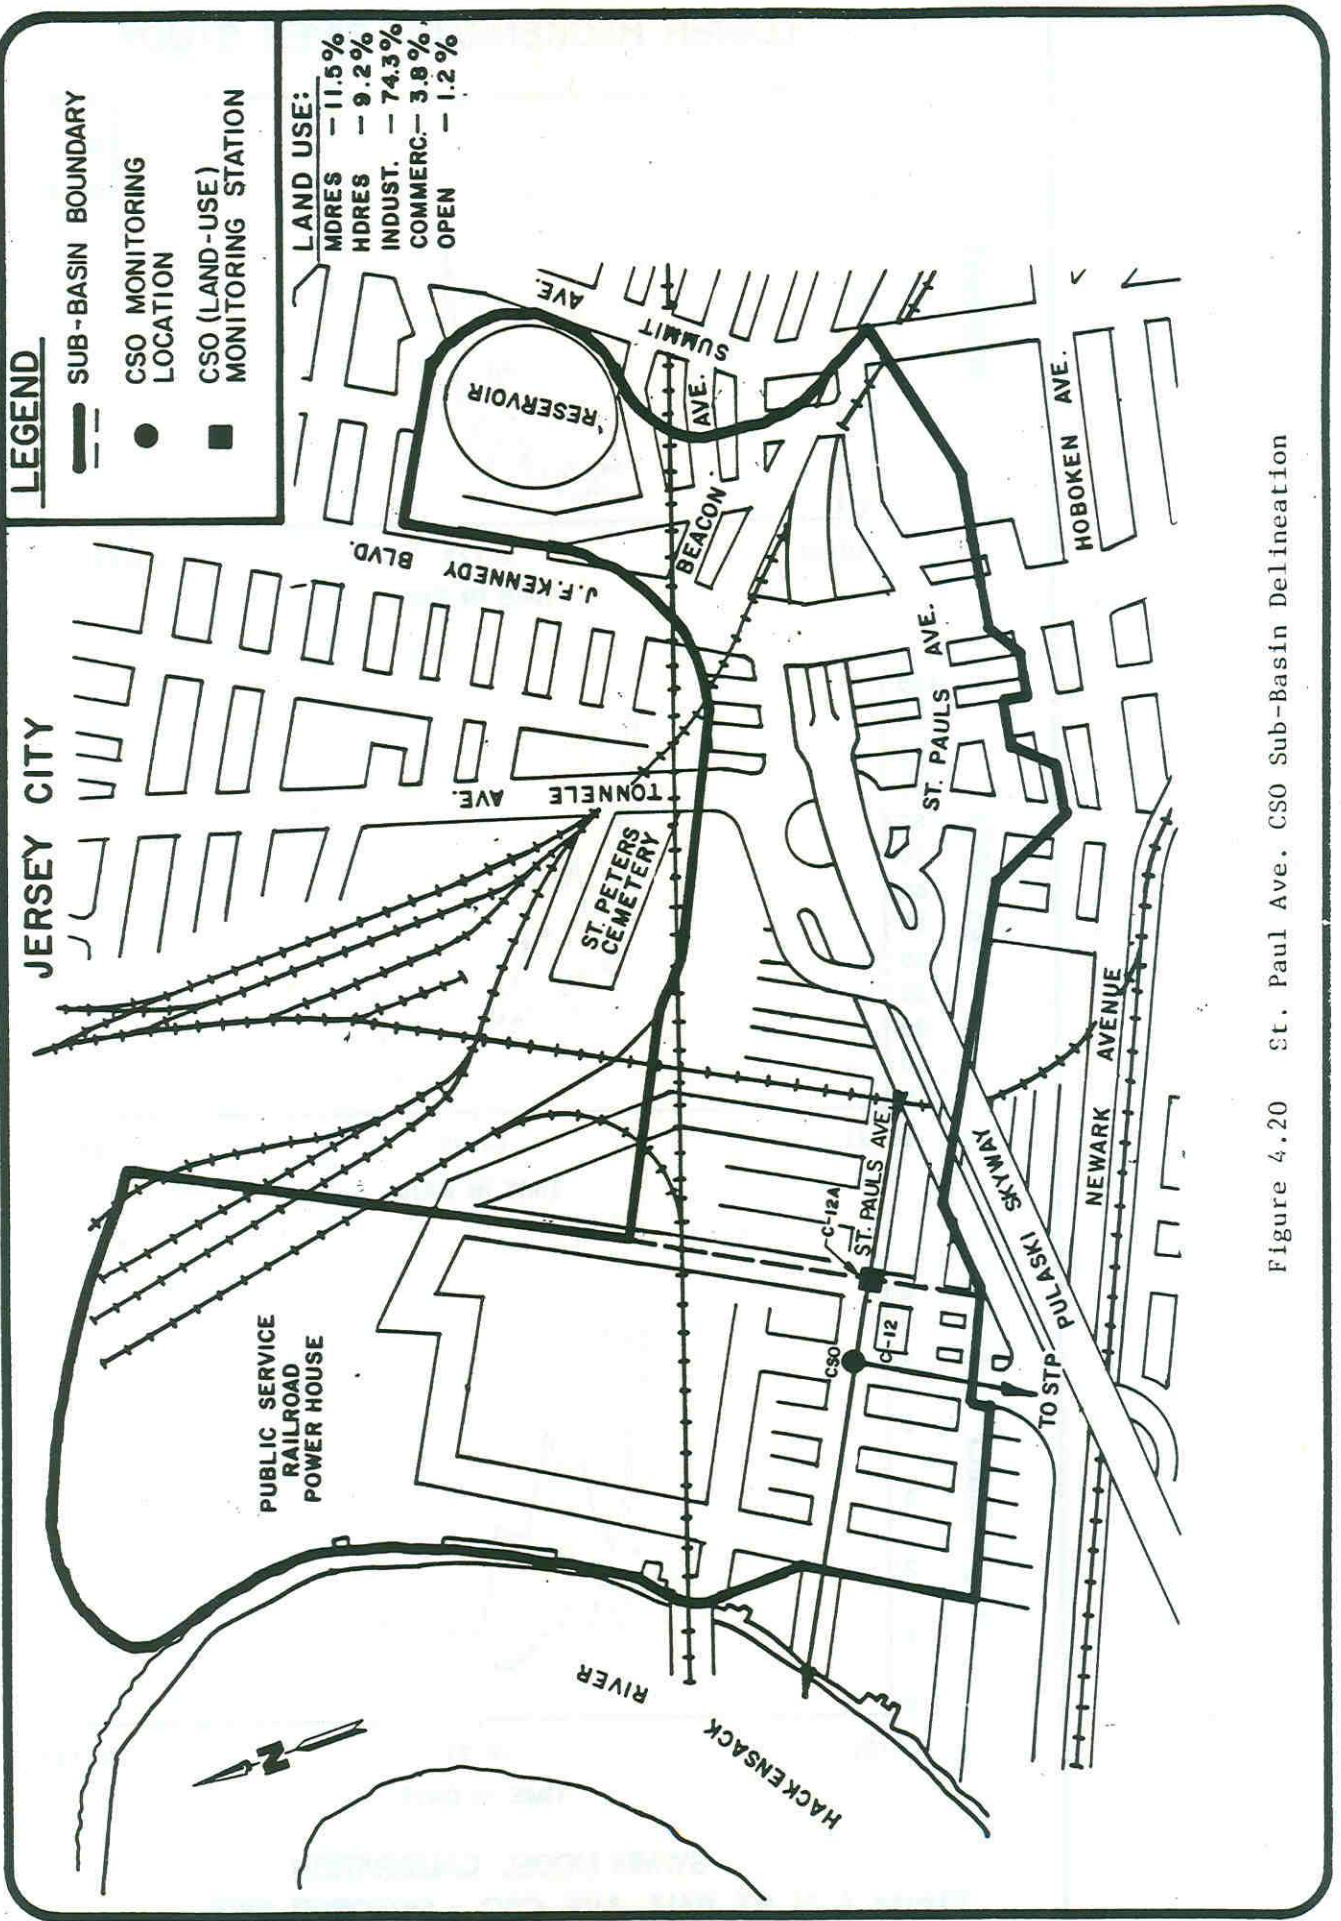 LEGEND
SUB-BASIN BOUNDARY
CSO MONITORING
LOCATION
CSO (LAND-USE)
MONITORING STATION
LAND USE:
MDRES - 11.5%
HDRES - 9.2%
INDUST. - 74.3%
COMMERC. - 3.8%
OPEN - 1.2%
JERSEY CITY
RESERVOIR
SUMMIT
AVE.
BEACON
AVE.
J.F. KENNEDY BLVD.
HOBOKEN AVE.
TONNELE AVE.
ST. PETERS
CEMETERY
ST. PAULS AVE.
NEWARK AVENUE
PULASKI SKYWAY
ST. PAULS AVE.
C-12A
C-12
CSO
TO STP
PUBLIC SERVICE
RAILROAD
POWER HOUSE
HACKENSACK
RIVER
N
Figure 4.20 St. Paul Ave. CSO Sub-Basin Delineation